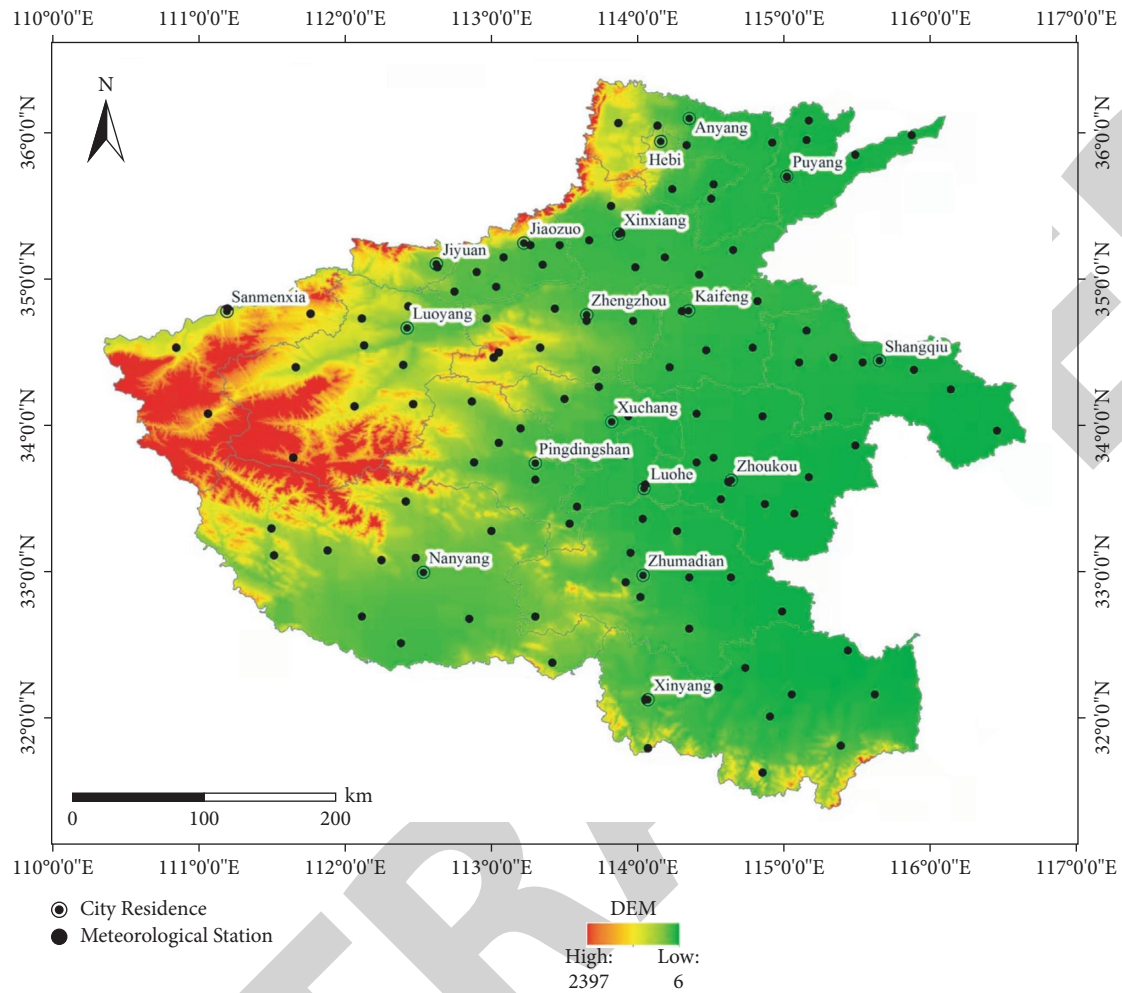 110°0'0"E 111°0'0"E 112°0'0"E 113°0'0"E 114°0'0"E 115°0'0"E 116°0'0"E 117°0'0"E
N
36°0'0"N
36°0'0"N
35°0'0"N
35°0'0"N
34°0'0"N
34°0'0"N
33°0'0"N
33°0'0"N
32°0'0"N
32°0'0"N
Anyang
Hebi
Puyang
Xinxiang
Jiaozuo
Jiyuan
Sanmenxia
Zhengzhou
Kaifeng
Luoyang
Shangqiu
Xuchang
Pingdingshan
Luohe
Zhoukou
Nanyang
Zhumadian
Xinyang
km
0 100 200
110°0'0"E 111°0'0"E 112°0'0"E 113°0'0"E 114°0'0"E 115°0'0"E 116°0'0"E 117°0'0"E
City Residence
Meteorological Station
DEM
High: Low:
2397 6